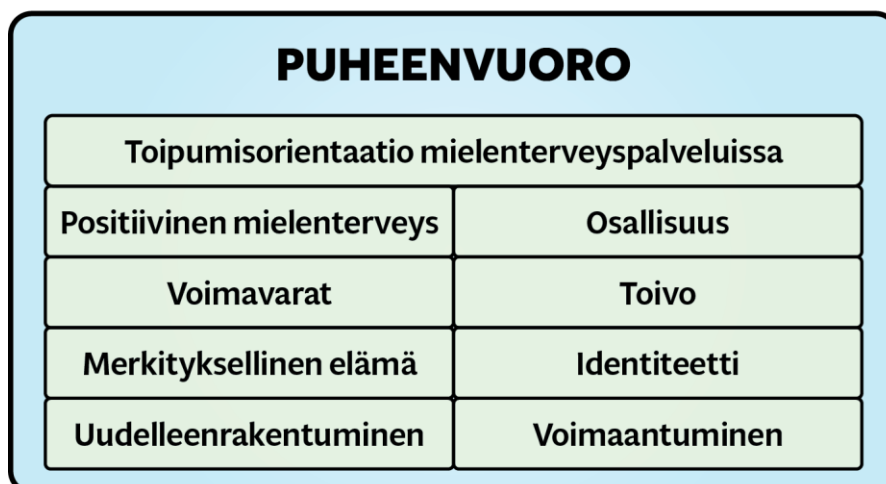 PUHEENVUORO
Toipumisorientaatio mielenterveyspalveluissa
Positiivinen mielenterveys
Osallisuus
Voimavarat
Toivo
Merkityksellinen elämä
Identiteetti
Uudelleenrakentuminen
Voimaantuminen